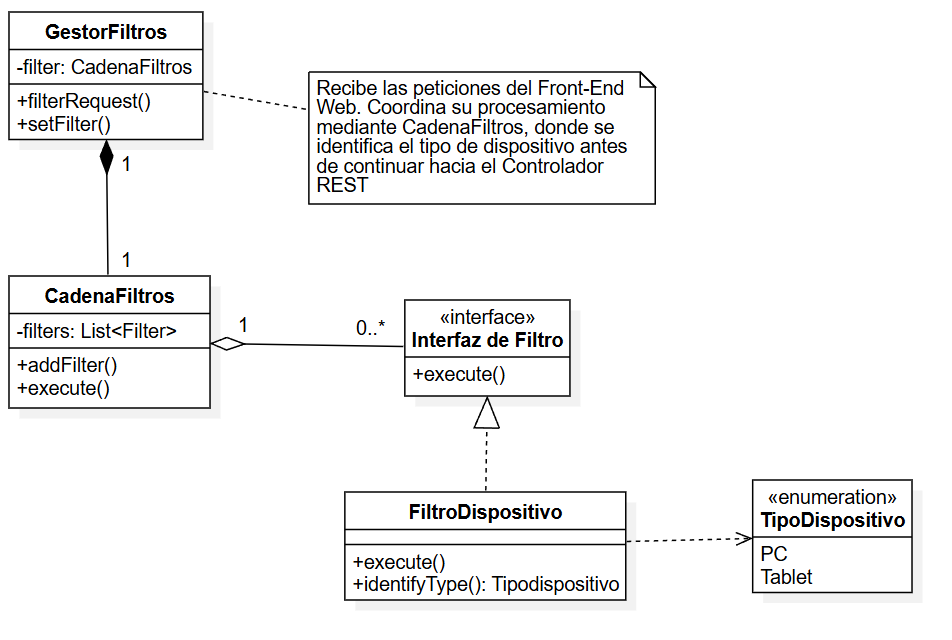 GestorFiltros
-filter: CadenaFiltros
+filterRequest()
+setFilter()
Recibe las peticiones del Front-End
Web. Coordina su procesamiento
mediante CadenaFiltros, donde se
identifica el tipo de dispositivo antes
de continuar hacia el Controlador
REST
1
1
CadenaFiltros
-filters: List<Filter>
+addFilter()
+execute()
1
0..*
«interface»
Interfaz de Filtro
+execute()
FiltroDispositivo
+execute()
+identifyType(): Tipodispositivo
«enumeration»
TipoDispositivo
PC
Tablet